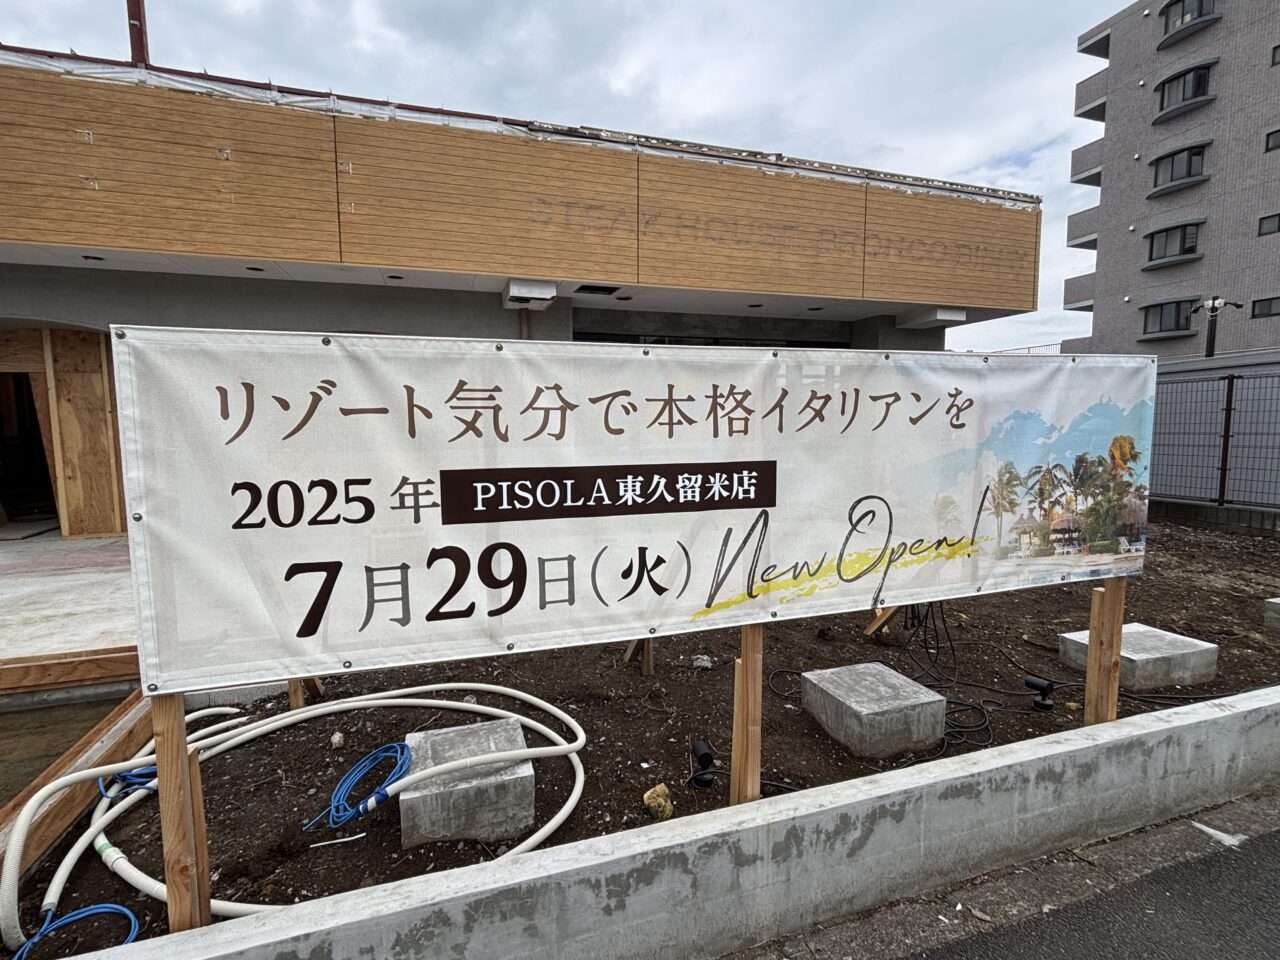 STEAK HOUSE BRONCO BILLY
リゾート気分で本格イタリアンを
2025年 PISOLA東久留米店
7月29日(火) New Open!